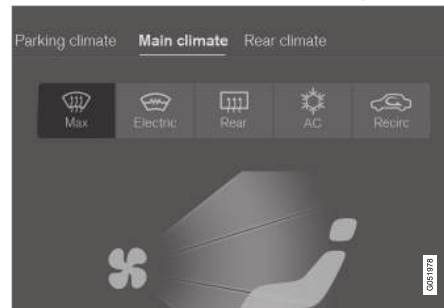 Parking climate Main climate Rear climate
Max Electric Rear AC Recirc
G051978